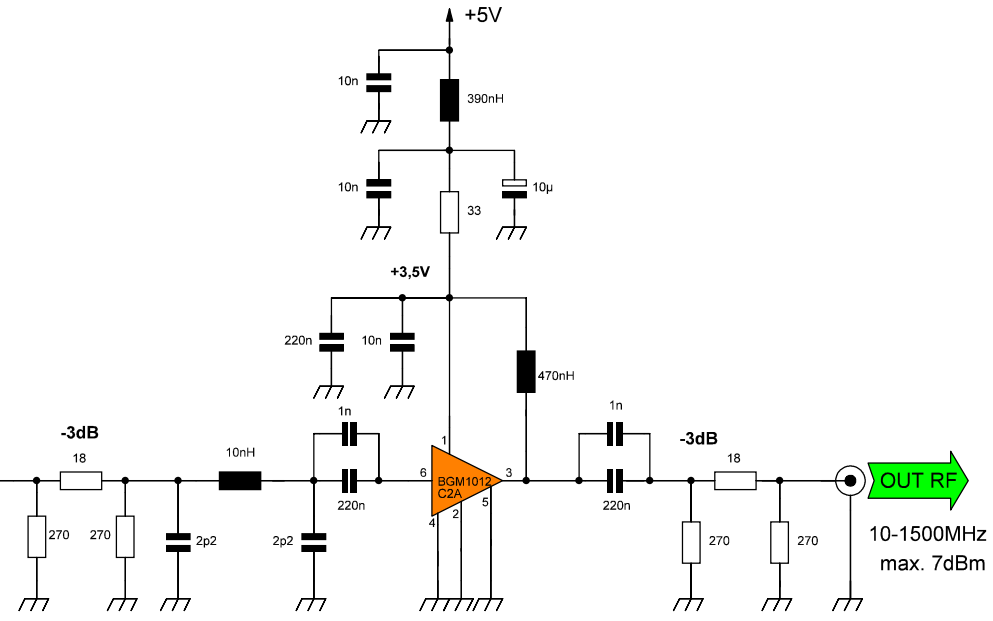 +5V
10n
390nH
10n
10µ
33
+3,5V
220n
10n
470nH
1n
1n
-3dB
-3dB
10nH
18
18
1
6
BGM1012
C2A
3
OUT RF
220n
220n
4
2
5
270
270
2p2
2p2
270
270
10-1500MHz
max. 7dBm